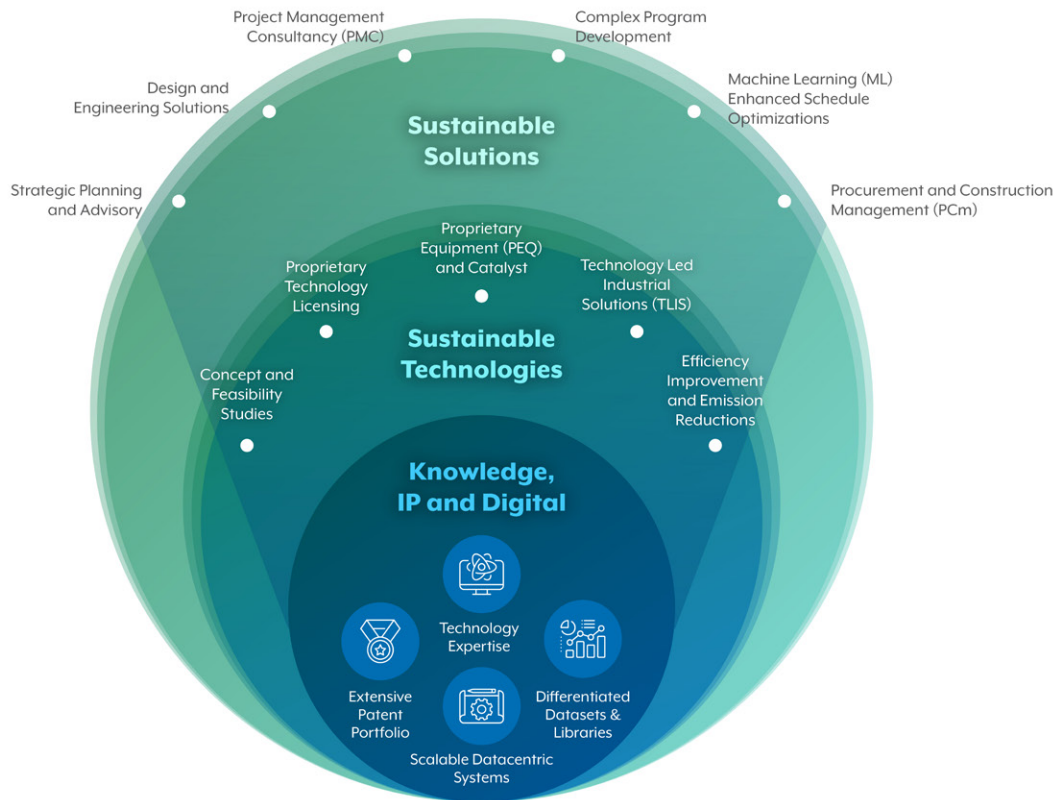 Project Management
Consultancy (PMC)
Complex Program
Development
Design and
Engineering Solutions
Machine Learning (ML)
Enhanced Schedule
Optimizations
Strategic Planning
and Advisory
Procurement and Construction
Management (PCm)
Sustainable
Solutions
Concept and
Feasibility
Studies
Proprietary
Technology
Licensing
Proprietary
Equipment (PEQ)
and Catalyst
Technology Led
Industrial
Solutions (TLIS)
Efficiency
Improvement
and Emission
Reductions
Sustainable
Technologies
Knowledge,
IP and Digital
Technology
Expertise
Extensive
Patent
Portfolio
Differentiated
Datasets &
Libraries
Scalable Datacentric
Systems